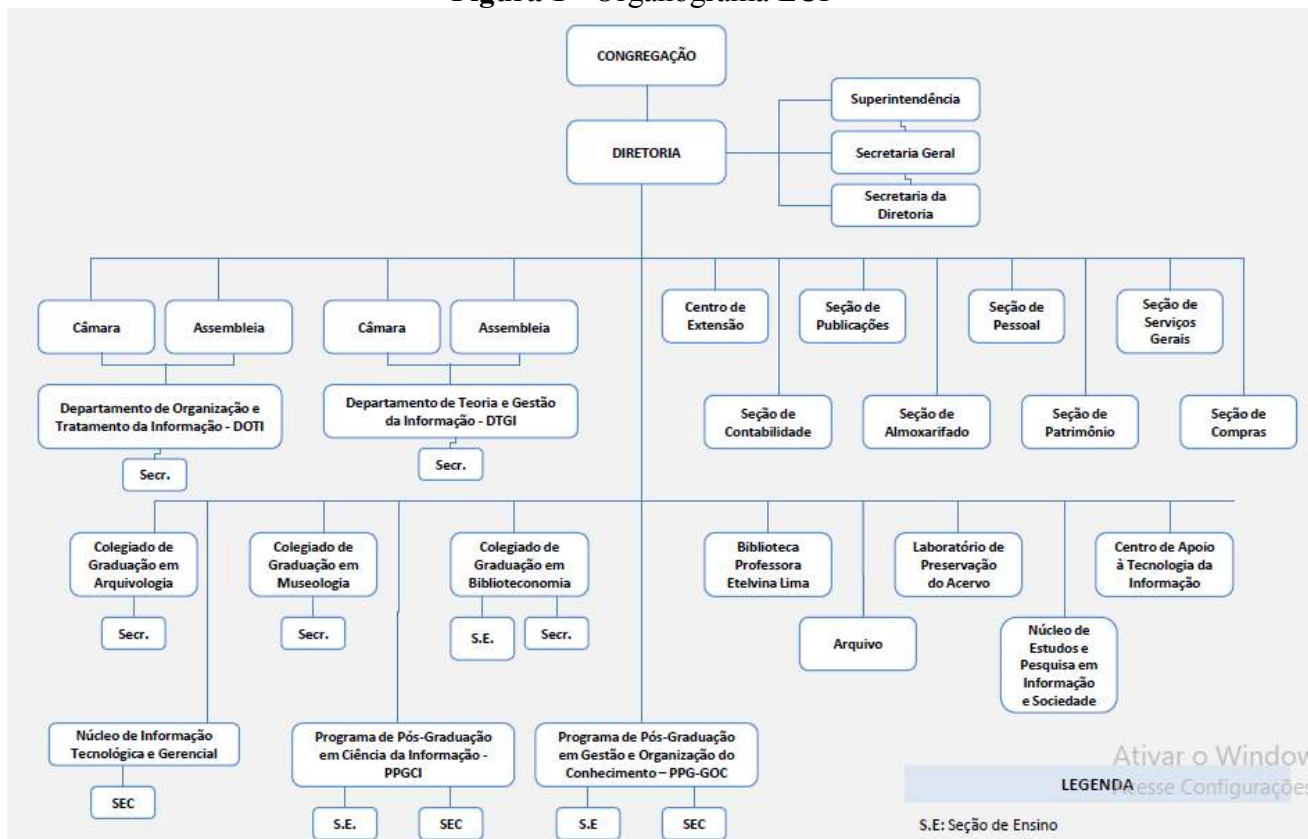 CONGREGAÇÃO
DIRETORIA
Superintendência
Secretaria Geral
Secretaria da
Diretoria
Câmara
Assembleia
Câmara
Assembleia
Centro de
Extensão
Seção de
Publicações
Seção de
Pessoal
Seção de
Serviços
Gerais
Departamento de Organização e
Tratamento da Informação - DOTI
Departamento de Teoria e Gestão
da Informação - DTGI
Seção de
Contabilidade
Seção de
Almoxarifado
Seção de
Patrimônio
Seção de
Compras
Secr.
Secr.
Colegiado de
Graduação em
Arquivologia
Colegiado de
Graduação em
Museologia
Colegiado de
Graduação em
Biblioteconomia
Biblioteca
Professora
Etelvina Lima
Laboratório de
Preservação
do Acervo
Centro de Apoio
à Tecnologia da
Informação
Secr.
Secr.
S.E.
Secr.
Arquivo
Núcleo de
Estudos e
Pesquisa em
Informação
e Sociedade
Núcleo de Informação
Tecnológica e Gerencial
Programa de Pós-Graduação
em Ciência da Informação -
PPGCI
Programa de Pós-Graduação
em Gestão e Organização do
Conhecimento – PPG-GOC
SEC
S.E.
SEC
S.E
SEC
Ativar o Window
LEGENDA
Acesse Configurações
S.E: Seção de Ensino